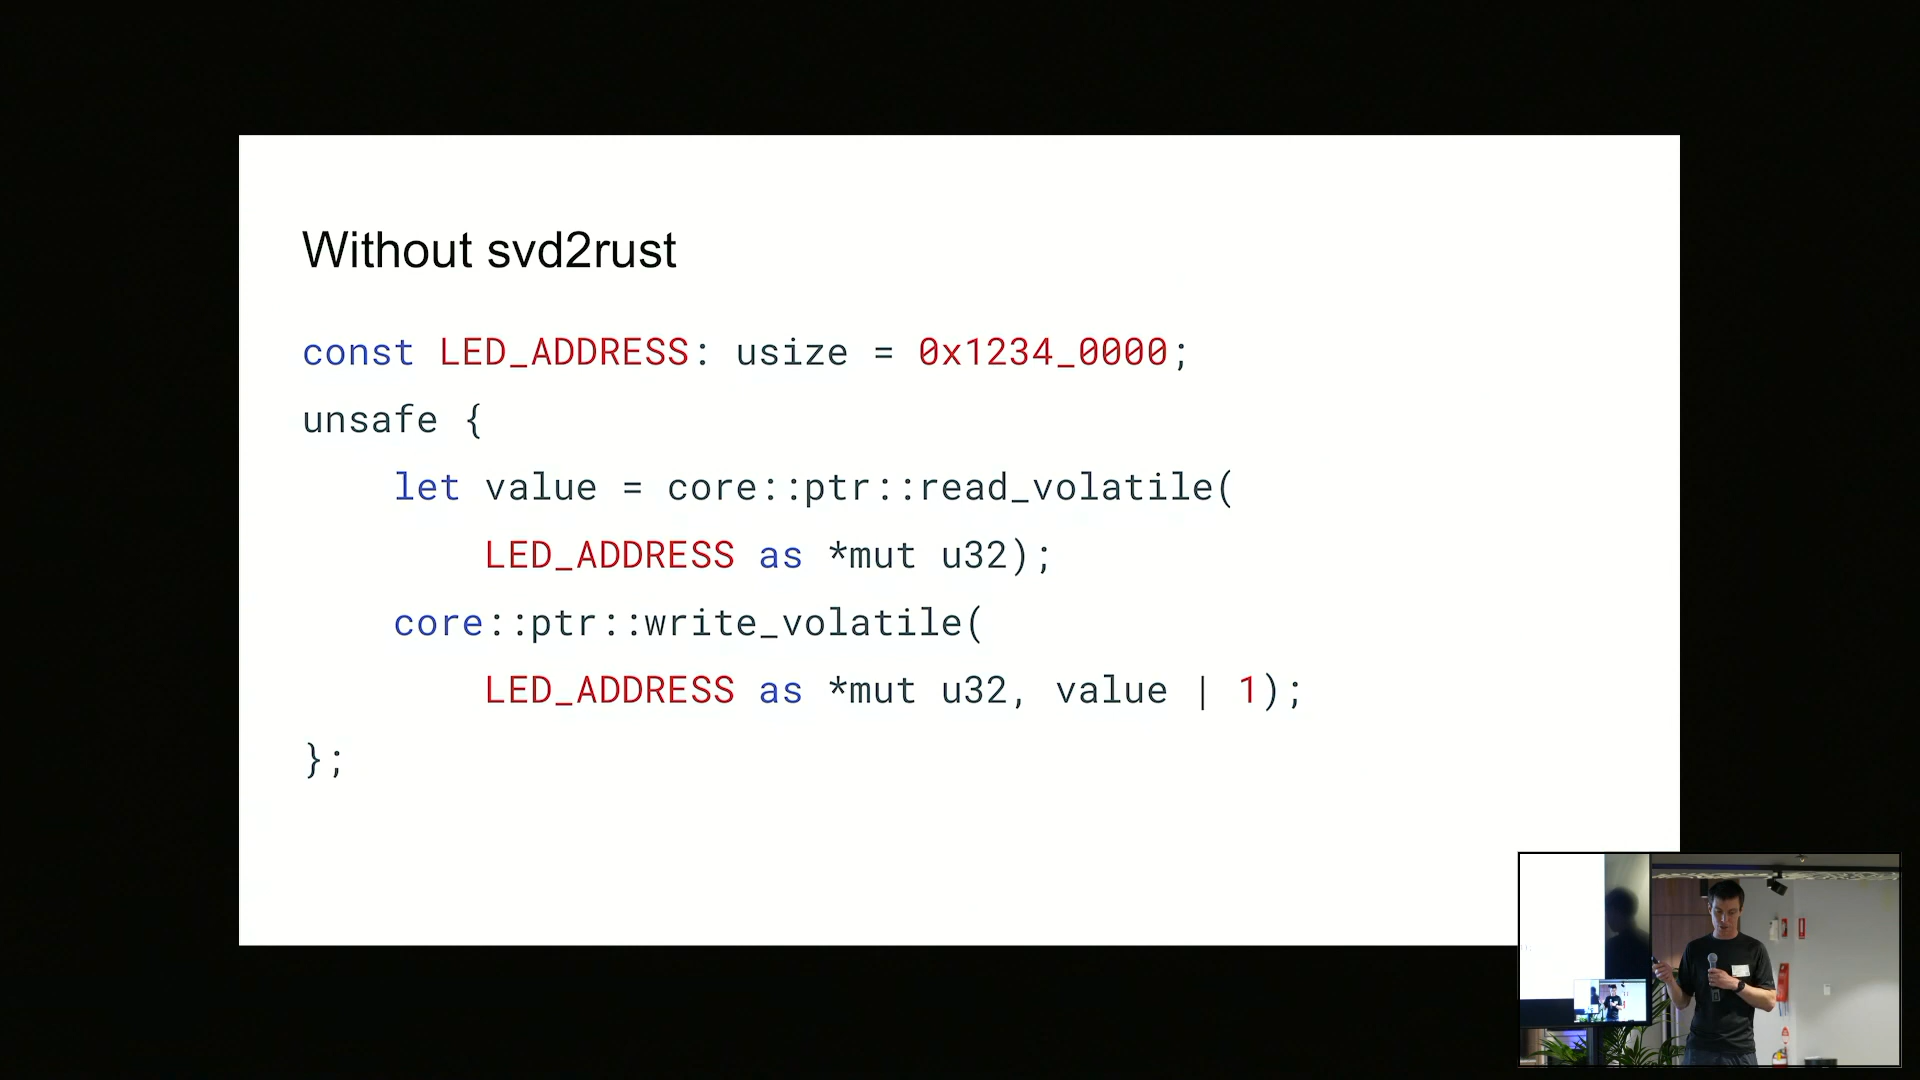 Without svd2rust
const LED_ADDRESS: usize = 0x1234_0000;
unsafe {
let value = core::ptr::read_volatile(
LED_ADDRESS as *mut u32);
core::ptr::write_volatile(
LED_ADDRESS as *mut u32, value | 1);
};